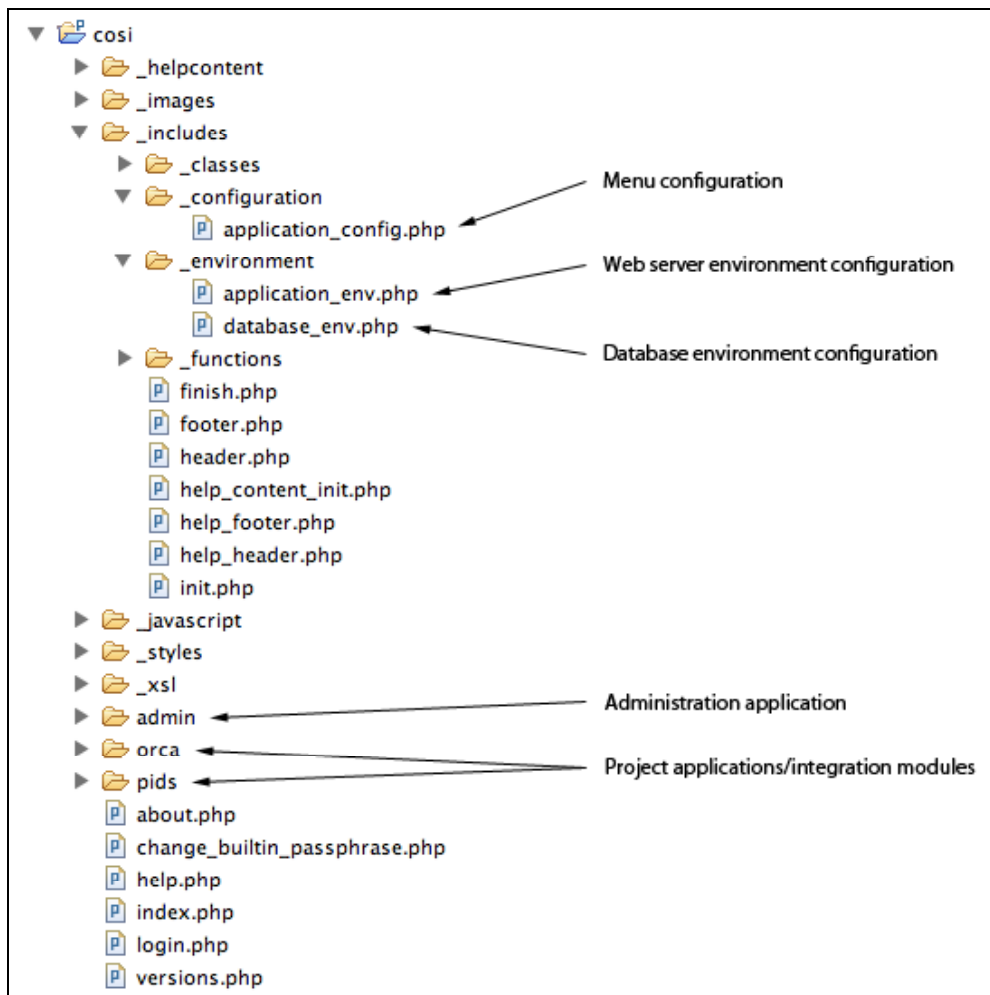 cosi
_helpcontent
_images
_includes
_classes
_configuration
Menu configuration
application_config.php
_environment
Web server environment configuration
application_env.php
database_env.php
Database environment configuration
_functions
finish.php
footer.php
header.php
help_content_init.php
help_footer.php
help_header.php
init.php
_javascript
_styles
_xsl
Administration application
admin
orca
Project applications/integration modules
pids
about.php
change_builtin_passphrase.php
help.php
index.php
login.php
versions.php